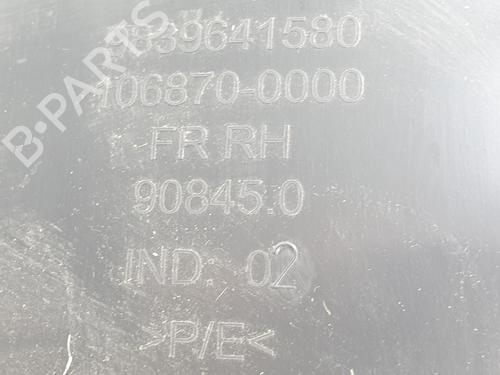 9839641580
106870-0000
FR RH
90845.0
IND: 02
>P/E<
B-PARTS